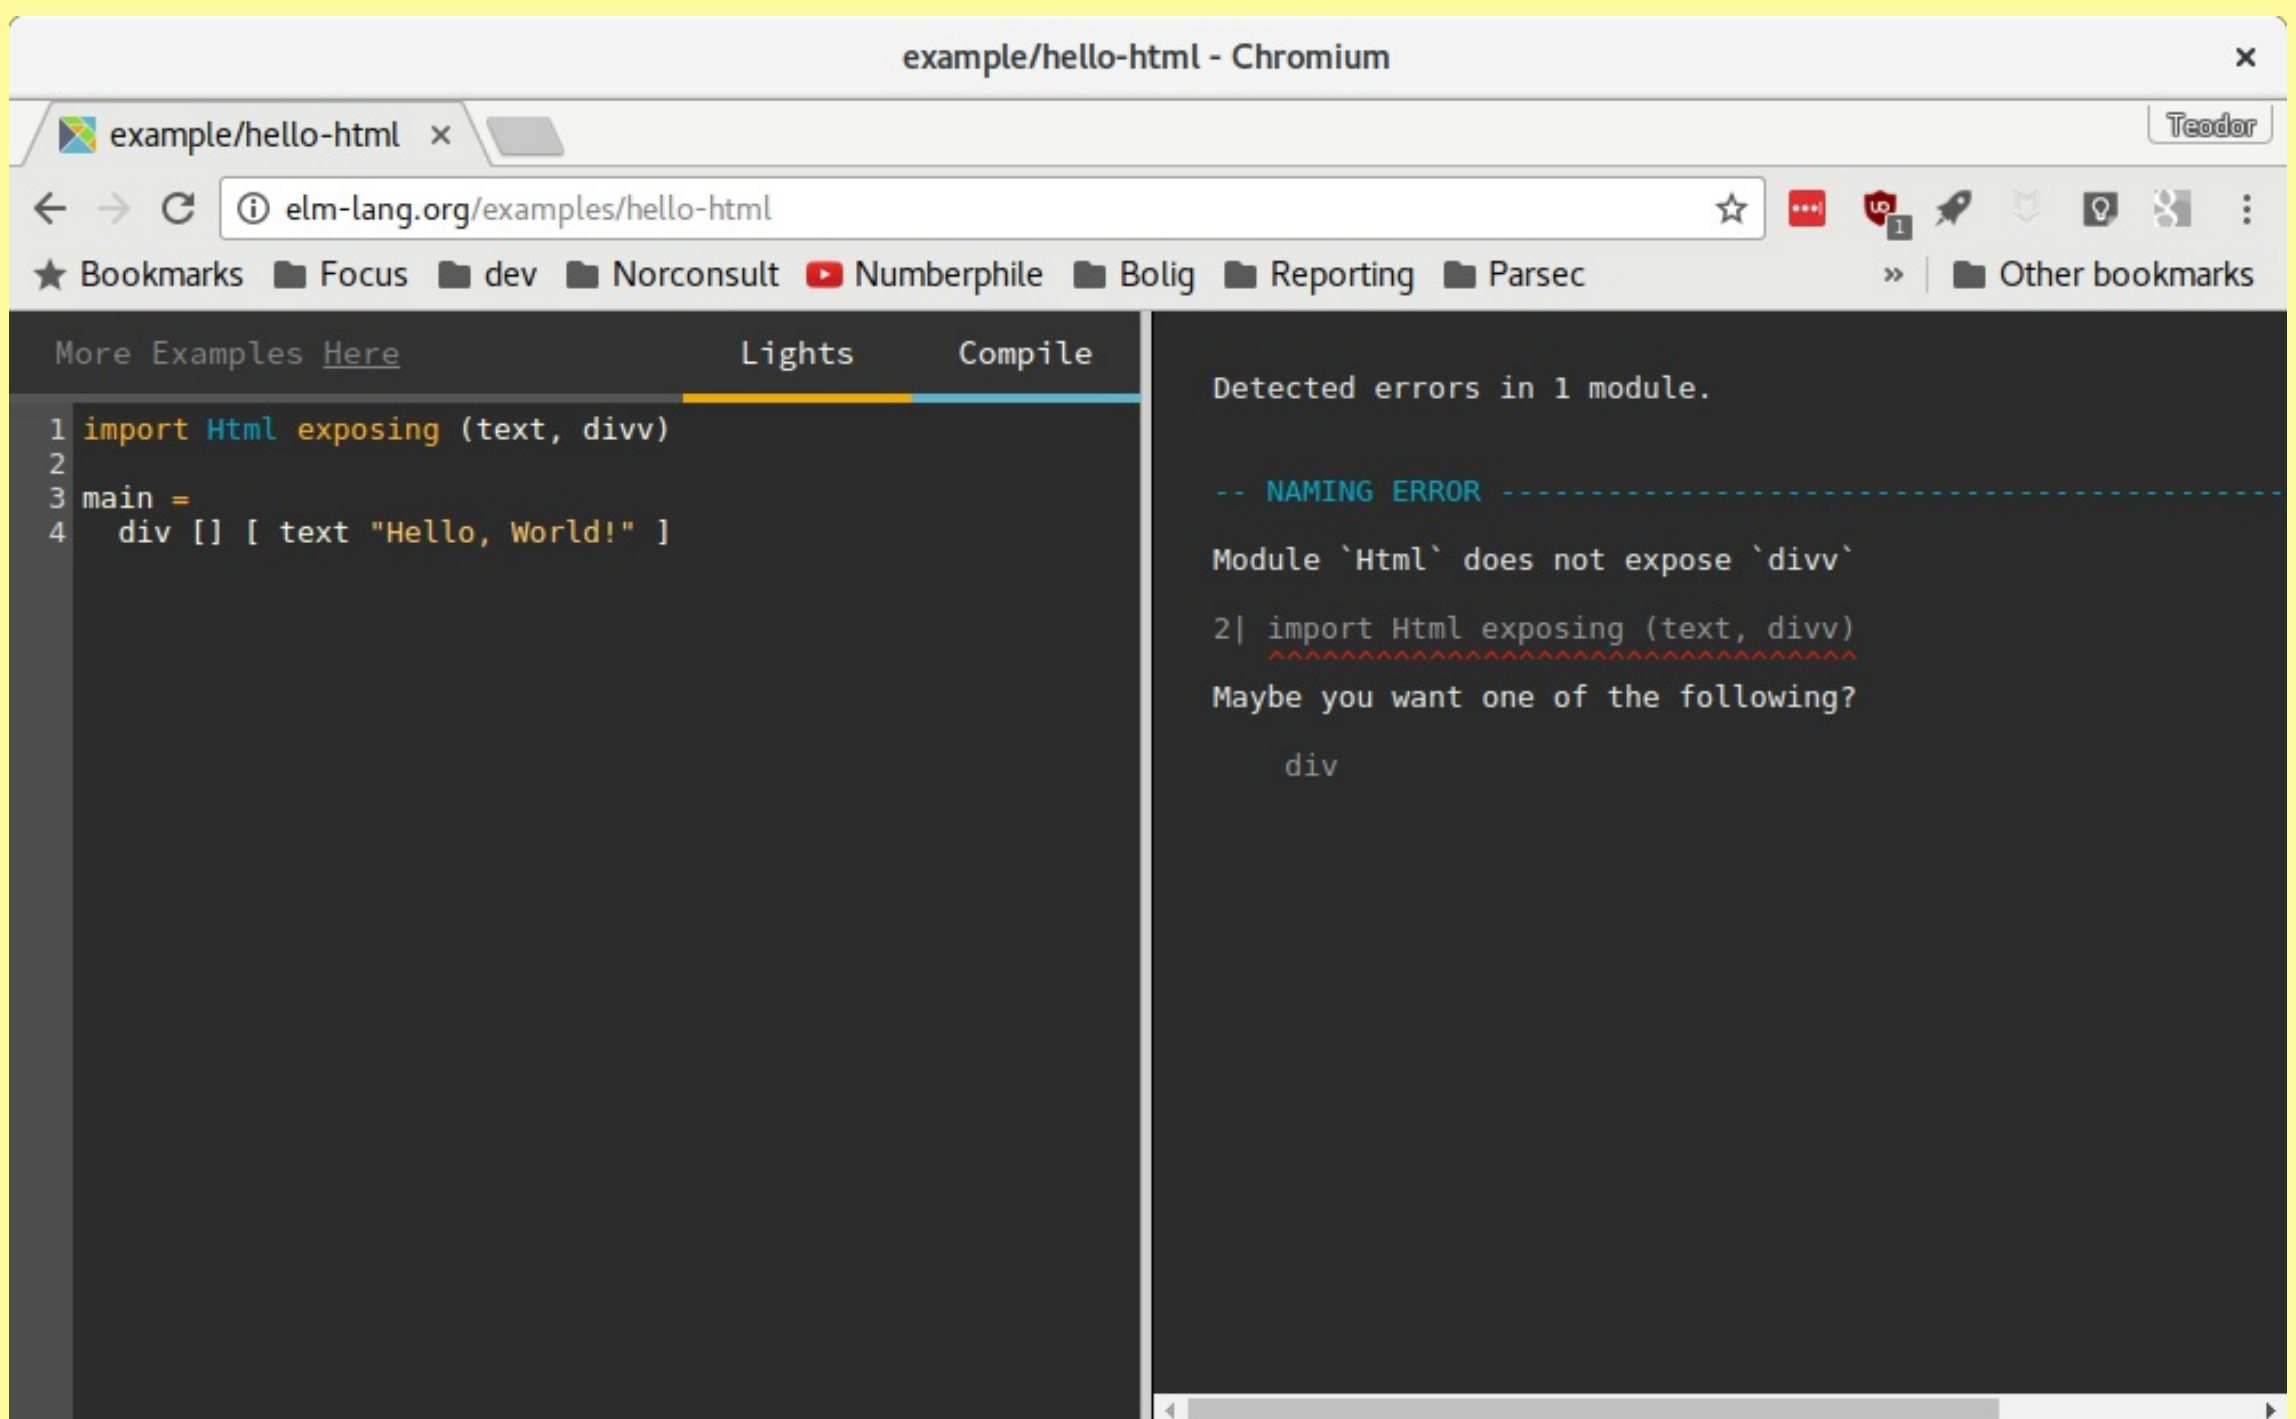 example/hello-html - Chromium
example/hello-html
Teodor
elm-lang.org/examples/hello-html
1
Bookmarks Focus dev Norconsult Numberphile Bolig Reporting Parsec » Other bookmarks
More Examples Here Lights Compile
1 import Html exposing (text, divv)
2
3 main =
4   div [] [ text "Hello, World!" ]
Detected errors in 1 module.
-- NAMING ERROR --------------------------------------------
Module `Html` does not expose `divv`
2| import Html exposing (text, divv)
^^^^^^^^^^^^^^^^^^^^^^^^^^^^^^^^^
Maybe you want one of the following?
div